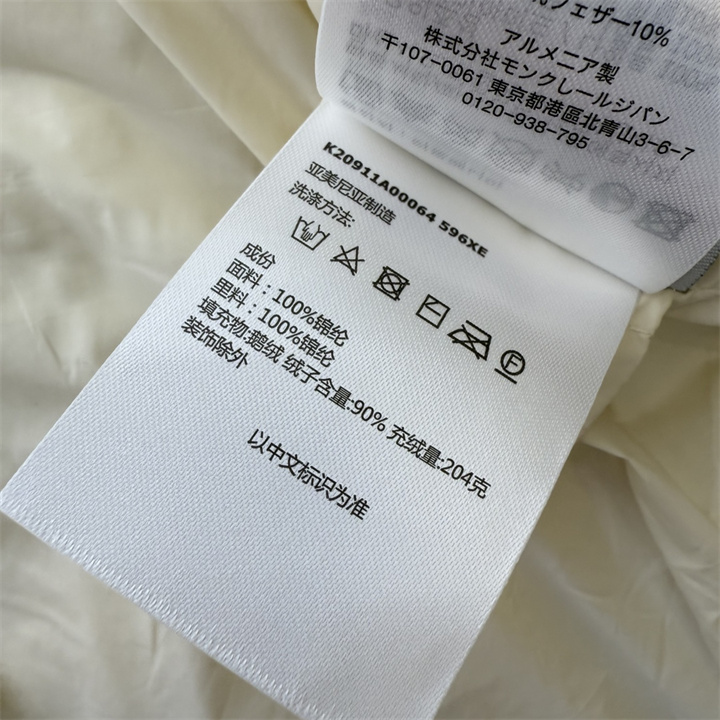 フェザー10%
アルメニア製
株式会社モンクレールジパン
〒107-0061 東京都港區北青山3-6-7
0120-938-795
K20911A00064 596XE
亚美尼亚制造
洗涤方法:
成份
面料：100%锦纶
里料：100%锦纶
填充物:鹅绒 绒子含量:90% 充绒量:204克
装饰除外
以中文标识为准